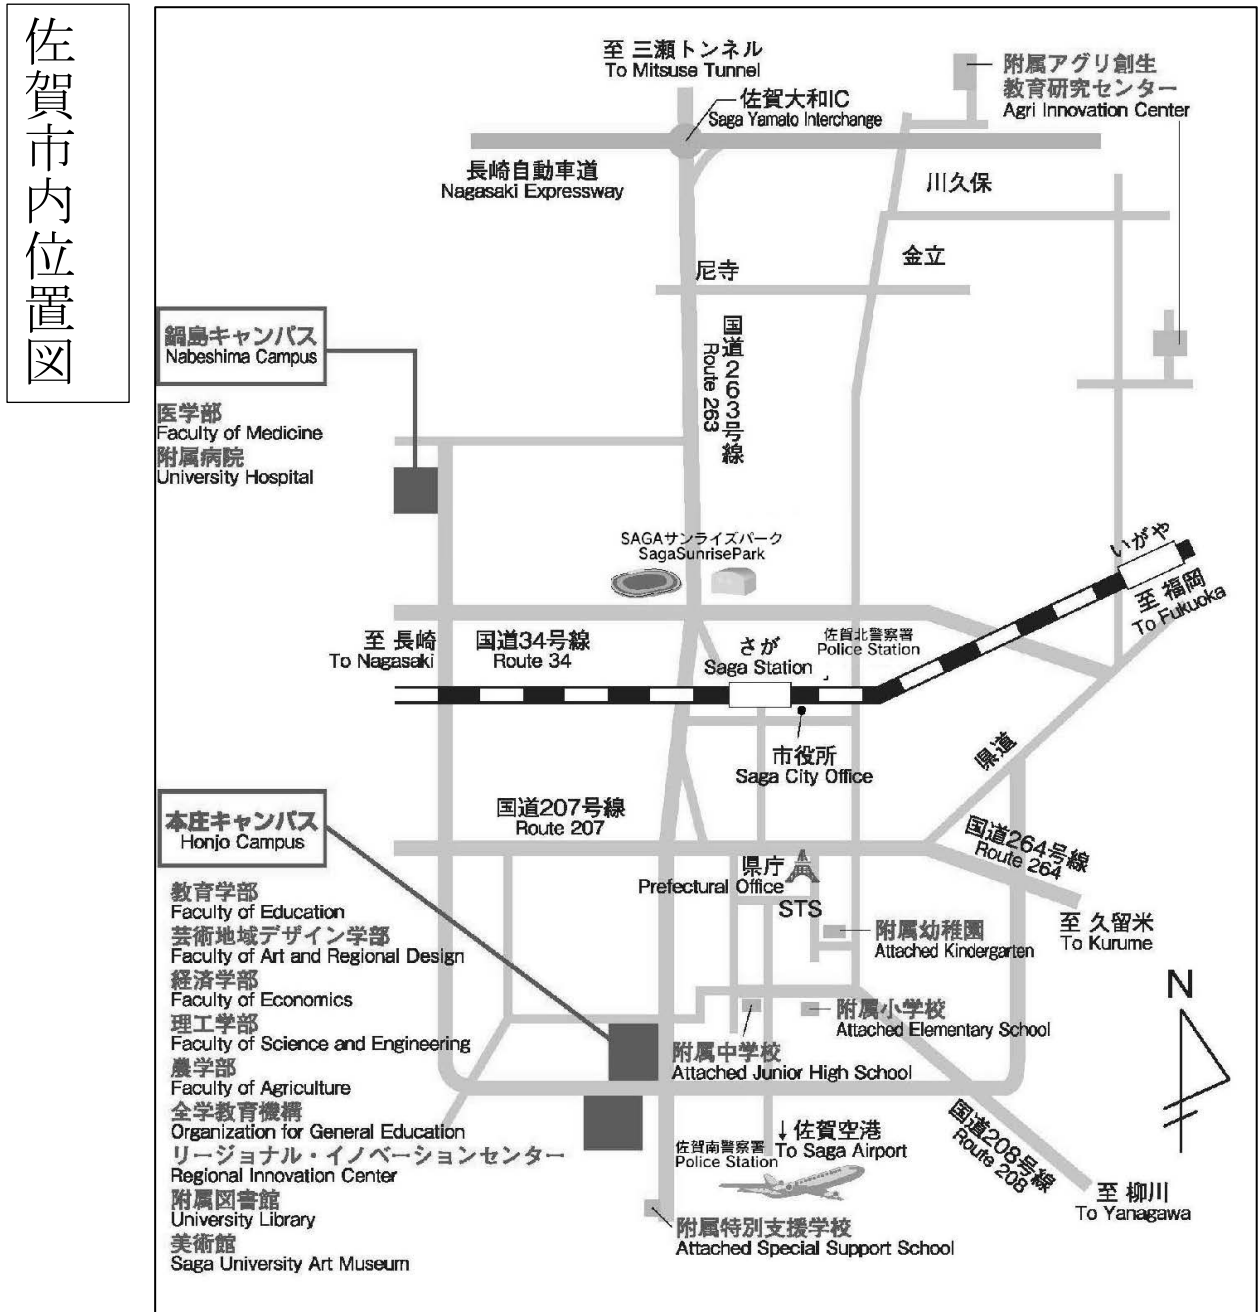 佐賀市内位置図
至 三瀬トンネル
To Mitsuse Tunnel
佐賀大和IC
Saga Yamato Interchange
附属アグリ創生
教育研究センター
Agri Innovation Center
長崎自動車道
Nagasaki Expressway
川久保
金立
尼寺
国道263号線
Route 263
鍋島キャンパス
Nabeshima Campus
医学部
Faculty of Medicine
附属病院
University Hospital
SAGAサンライズパーク
SagaSunrisePark
いがや
至 福岡
To Fukuoka
至 長崎
To Nagasaki
国道34号線
Route 34
さが
Saga Station
佐賀北警察署
Police Station
市役所
Saga City Office
県道
国道207号線
Route 207
国道264号線
Route 264
至 久留米
To Kurume
本庄キャンパス
Honjo Campus
県庁
Prefectural Office
STS
附属幼稚園
Attached Kindergarten
教育学部
Faculty of Education
芸術地域デザイン学部
Faculty of Art and Regional Design
経済学部
Faculty of Economics
理工学部
Faculty of Science and Engineering
農学部
Faculty of Agriculture
全学教育機構
Organization for General Education
リージョナル・イノベーションセンター
Regional Innovation Center
附属図書館
University Library
美術館
Saga University Art Museum
N
附属小学校
Attached Elementary School
附属中学校
Attached Junior High School
佐賀南警察署
Police Station
↓佐賀空港
To Saga Airport
国道208号線
Route 208
至 柳川
To Yanagawa
附属特別支援学校
Attached Special Support School